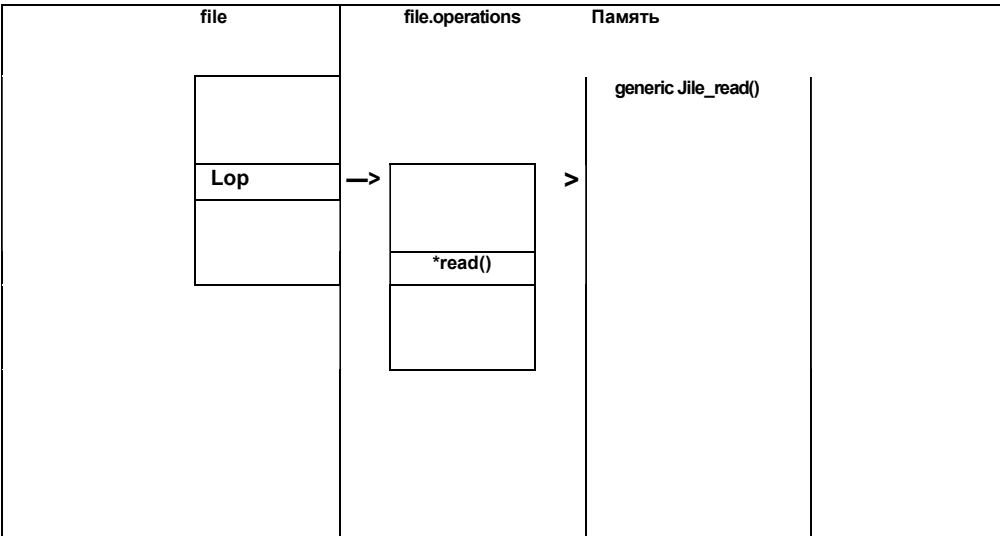 file file.operations Память
generic Jile_read()
Lop —> >
*read()